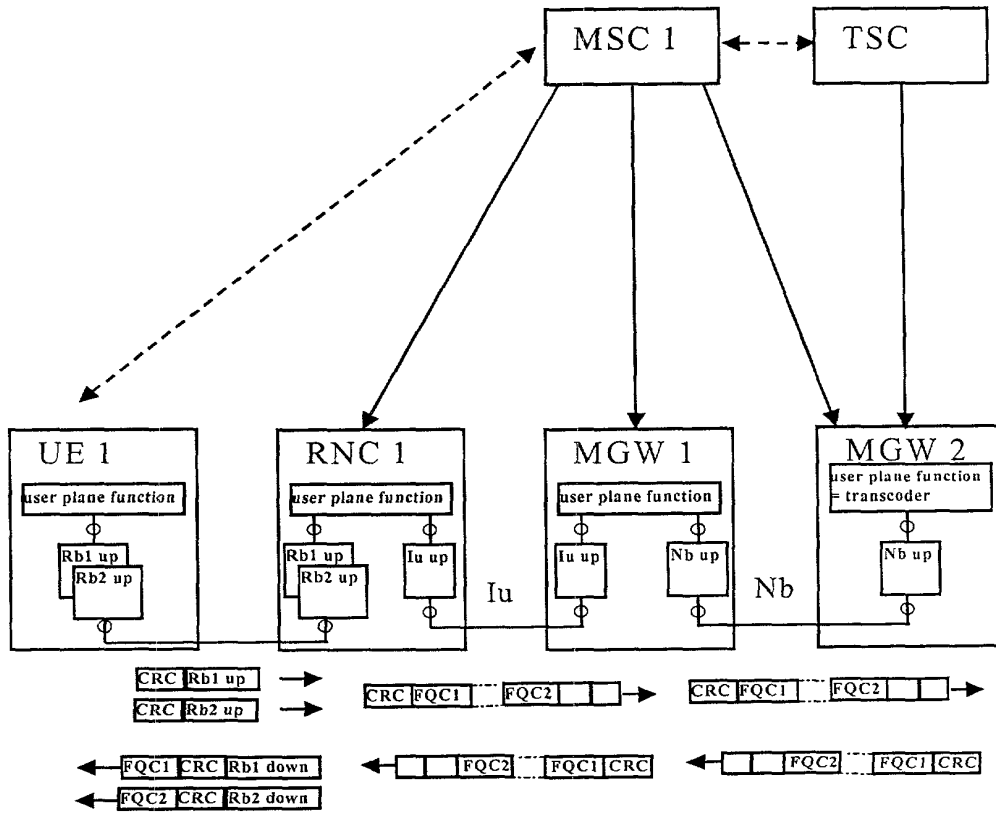 MSC 1
TSC
UE 1
RNC 1
MGW 1
MGW 2
user plane function
user plane function
user plane function
user plane function
= transcoder
Rb1 up
Rb2 up
Rb1 up
Rb2 up
Iu up
Iu up
Nb up
Nb up
Iu
Nb
CRC Rb1 up
CRC Rb2 up
CRC FQC1 FQC2
CRC FQC1 FQC2
FQC1 CRC Rb1 down
FQC2 CRC Rb2 down
FQC2 FQC1 CRC
FQC2 FQC1 CRC